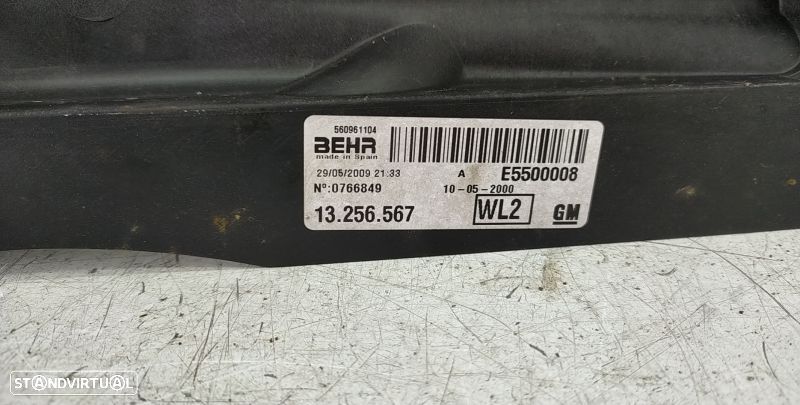 560961104
BEHR
made in Spain
29/05/2009 21:33 A E5500008
Nº:0766849 10-05-2000
13.256.567 WL2 GM
STANDVIRTUAL